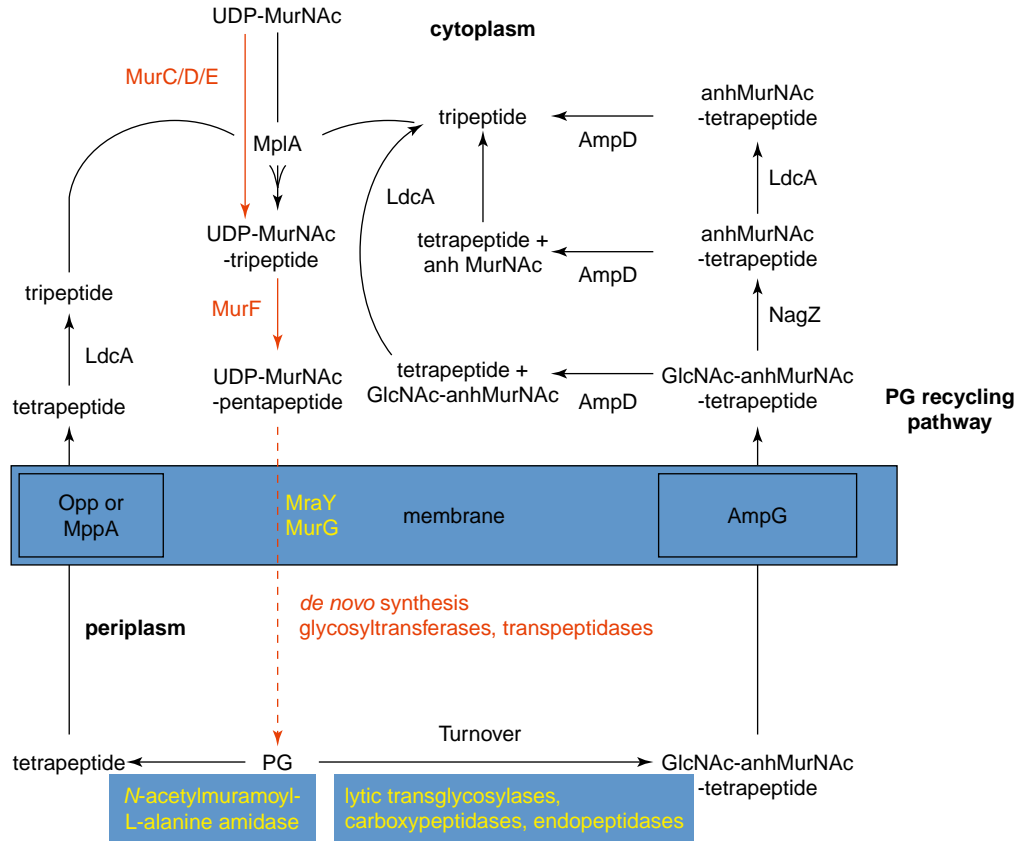 UDP-MurNAc
cytoplasm
MurC/D/E
anhMurNAc
-tetrapeptide
tripeptide
AmpD
MplA
LdcA
LdcA
UDP-MurNAc
-tripeptide
tetrapeptide +
anh MurNAc
AmpD
anhMurNAc
-tetrapeptide
tripeptide
MurF
NagZ
LdcA
UDP-MurNAc
-pentapeptide
tetrapeptide +
GlcNAc-anhMurNAc
AmpD
GlcNAc-anhMurNAc
-tetrapeptide
tetrapeptide
PG recycling
pathway
Opp or
MppA
MraY
MurG
membrane
AmpG
de novo synthesis
glycosyltransferases, transpeptidases
periplasm
Turnover
tetrapeptide
PG
GlcNAc-anhMurNAc
-tetrapeptide
N-acetylmuramoyl-
L-alanine amidase
lytic transglycosylases,
carboxypeptidases, endopeptidases